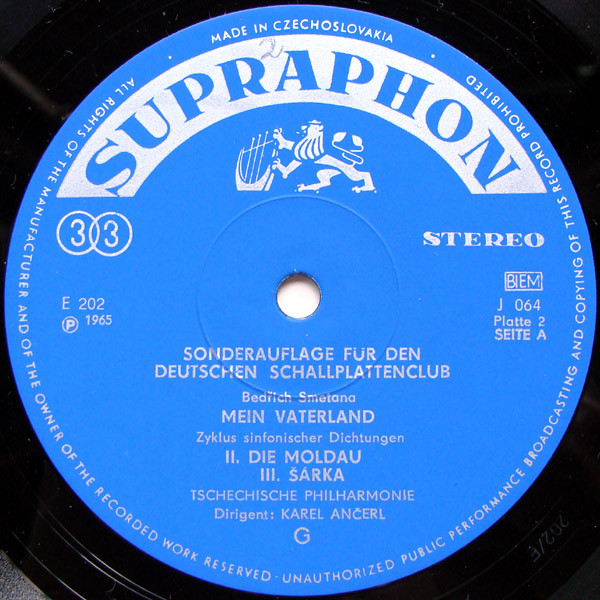 MADE IN CZECHOSLOVAKIA
ALL RIGHTS OF THE MANUFACTURER AND OF THE OWNER OF THE RECORDED WORK RESERVED · UNAUTHORIZED PUBLIC PERFORMANCE BROADCASTING AND COPYING OF THIS RECORD PROHIBITED
2
SUPRAPHON
33
STEREO
E 202
BIEM
Ⓟ 1965
J 064
Platte 2
SEITE A
SONDERAUFLAGE FÜR DEN
DEUTSCHEN SCHALLPLATTENCLUB
Bedřich Smetana
MEIN VATERLAND
Zyklus sinfonischer Dichtungen
II. DIE MOLDAU
III. ŠÁRKA
TSCHECHISCHE PHILHARMONIE
Dirigent: KAREL ANČERL
G